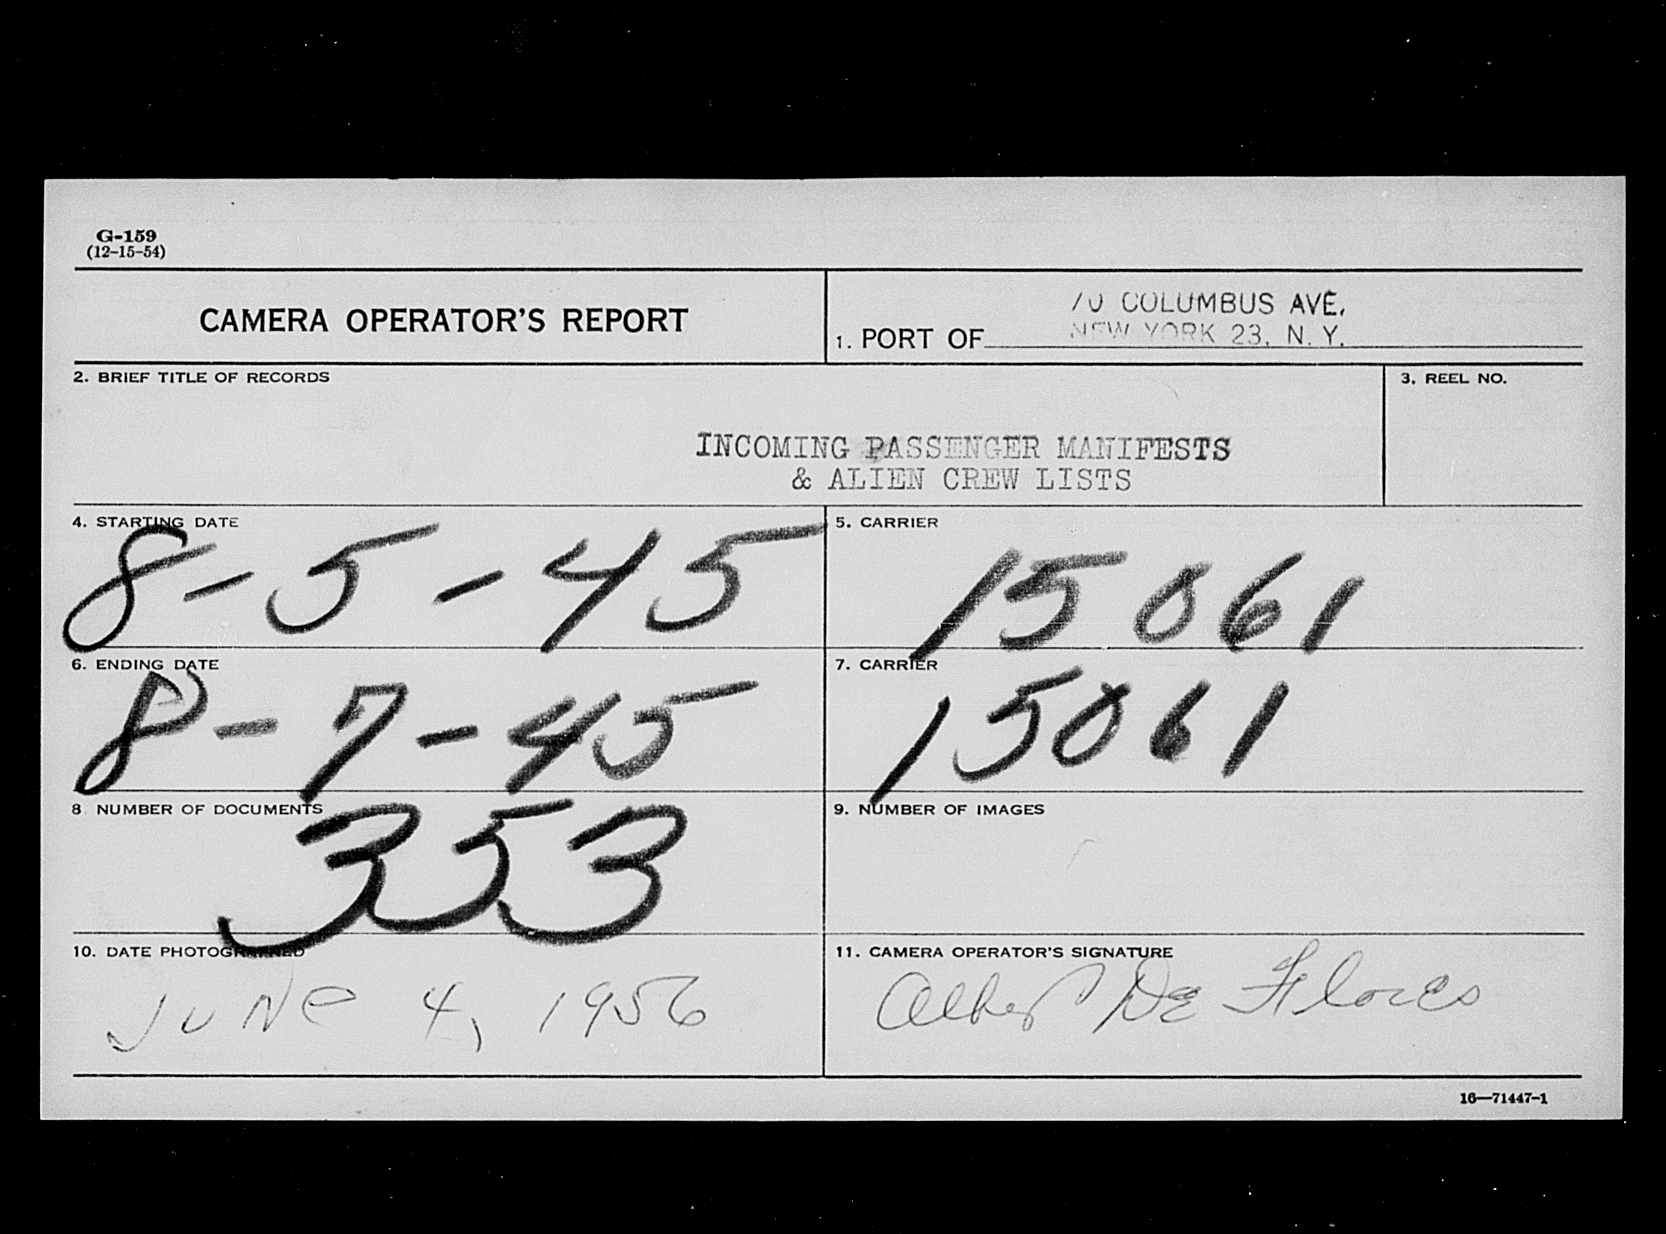 G-159
(12-15-54)
CAMERA OPERATOR'S REPORT
70 COLUMBUS AVE,
1. PORT OF NEW YORK 23, N. Y.
2. BRIEF TITLE OF RECORDS
3. REEL NO.
INCOMING PASSENGER MANIFESTS
& ALIEN CREW LISTS
4. STARTING DATE
8-5-45
5. CARRIER
15061
6. ENDING DATE
8-7-45
7. CARRIER
15061
8. NUMBER OF DOCUMENTS
353
9. NUMBER OF IMAGES
10. DATE PHOTOGRAPHED
JUNE 4, 1956
11. CAMERA OPERATOR'S SIGNATURE
De Flores
16—71447-1